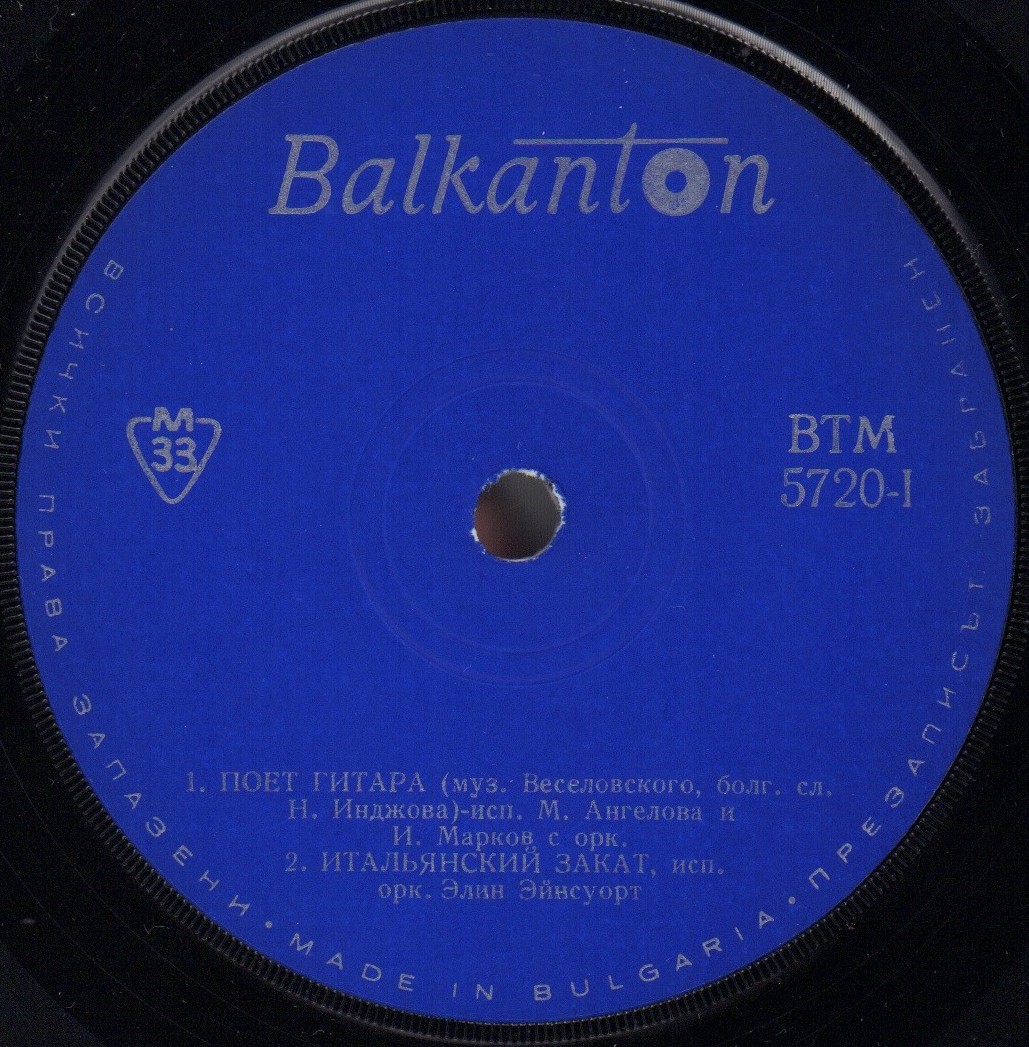 Balkanton
M
33
ВТМ
5720-I
1. ПОЕТ ГИТАРА (муз. Веселовского, болг. сл.
Н. Инджова)-исп. М. Ангелова и
И. Марков с орк.
2. ИТАЛЬЯНСКИЙ ЗАКАТ, исп.
орк. Элин Эйнсуорт
ВСИЧКИ ПРАВА ЗАПАЗЕНИ • MADE IN BULGARIA • ПРЕЗАПИСЪТ ЗАБРАНЕН